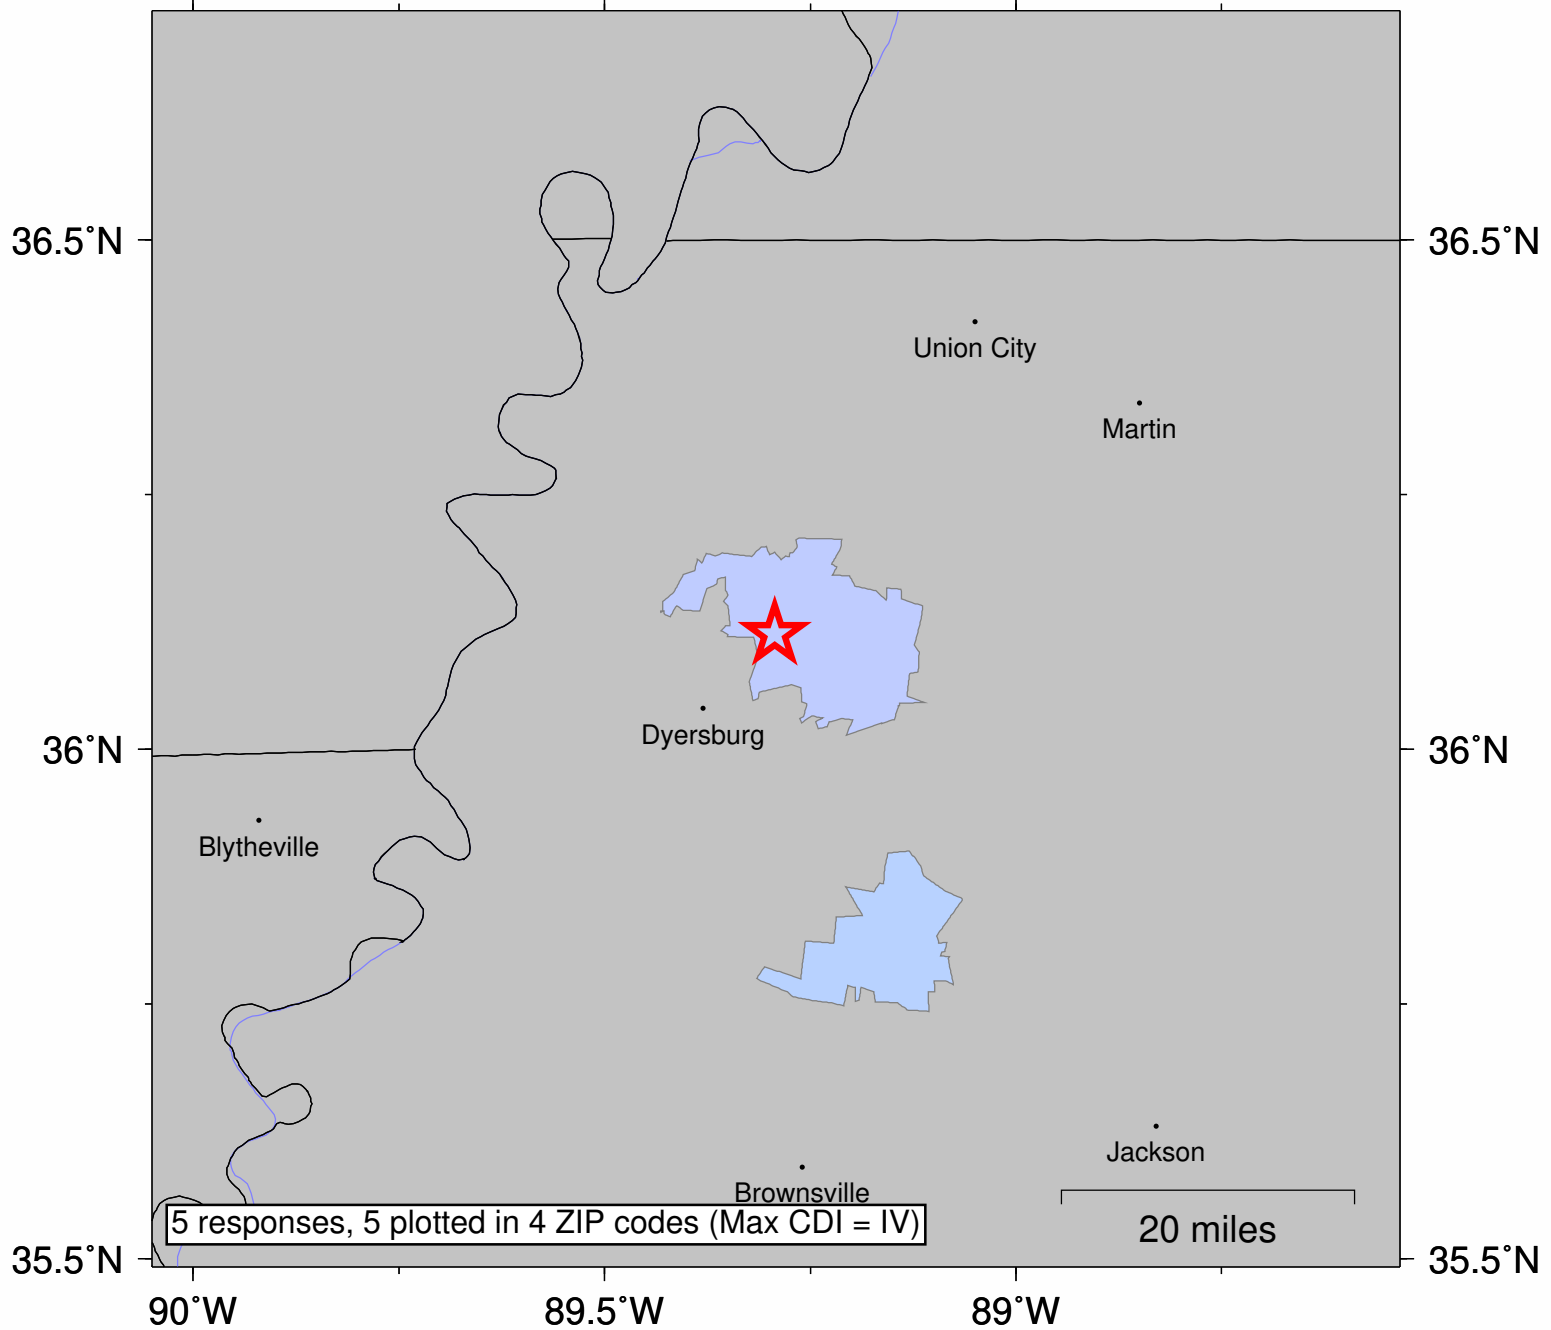 36.5˚N
36.5˚N
Union City
Martin
Dyersburg
36˚N
36˚N
Blytheville
Jackson
Brownsville
5 responses, 5 plotted in 4 ZIP codes (Max CDI = IV)
20 miles
35.5˚N
35.5˚N
90˚W
89.5˚W
89˚W